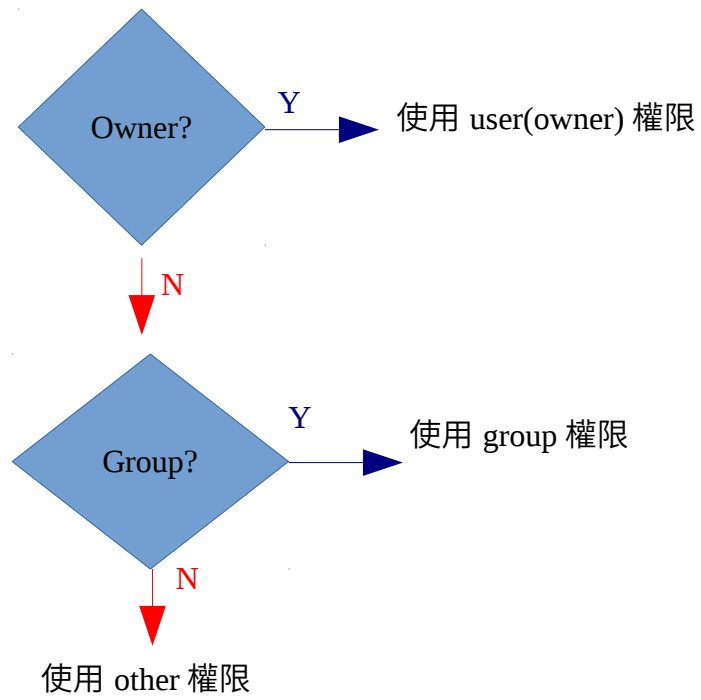 Owner?
Y
使用 user(owner) 權限
N
Group?
Y
使用 group 權限
N
使用 other 權限